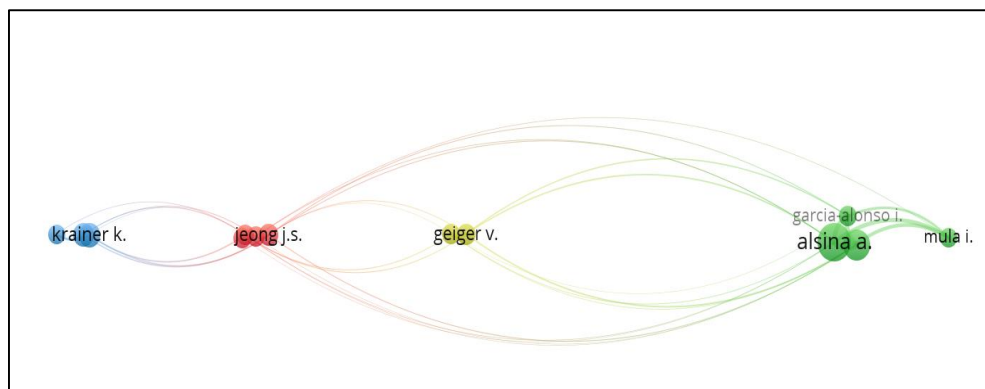 krainer k.
jeong j.s.
geiger v.
garcia-alonso i.
alsina a.
mula i.